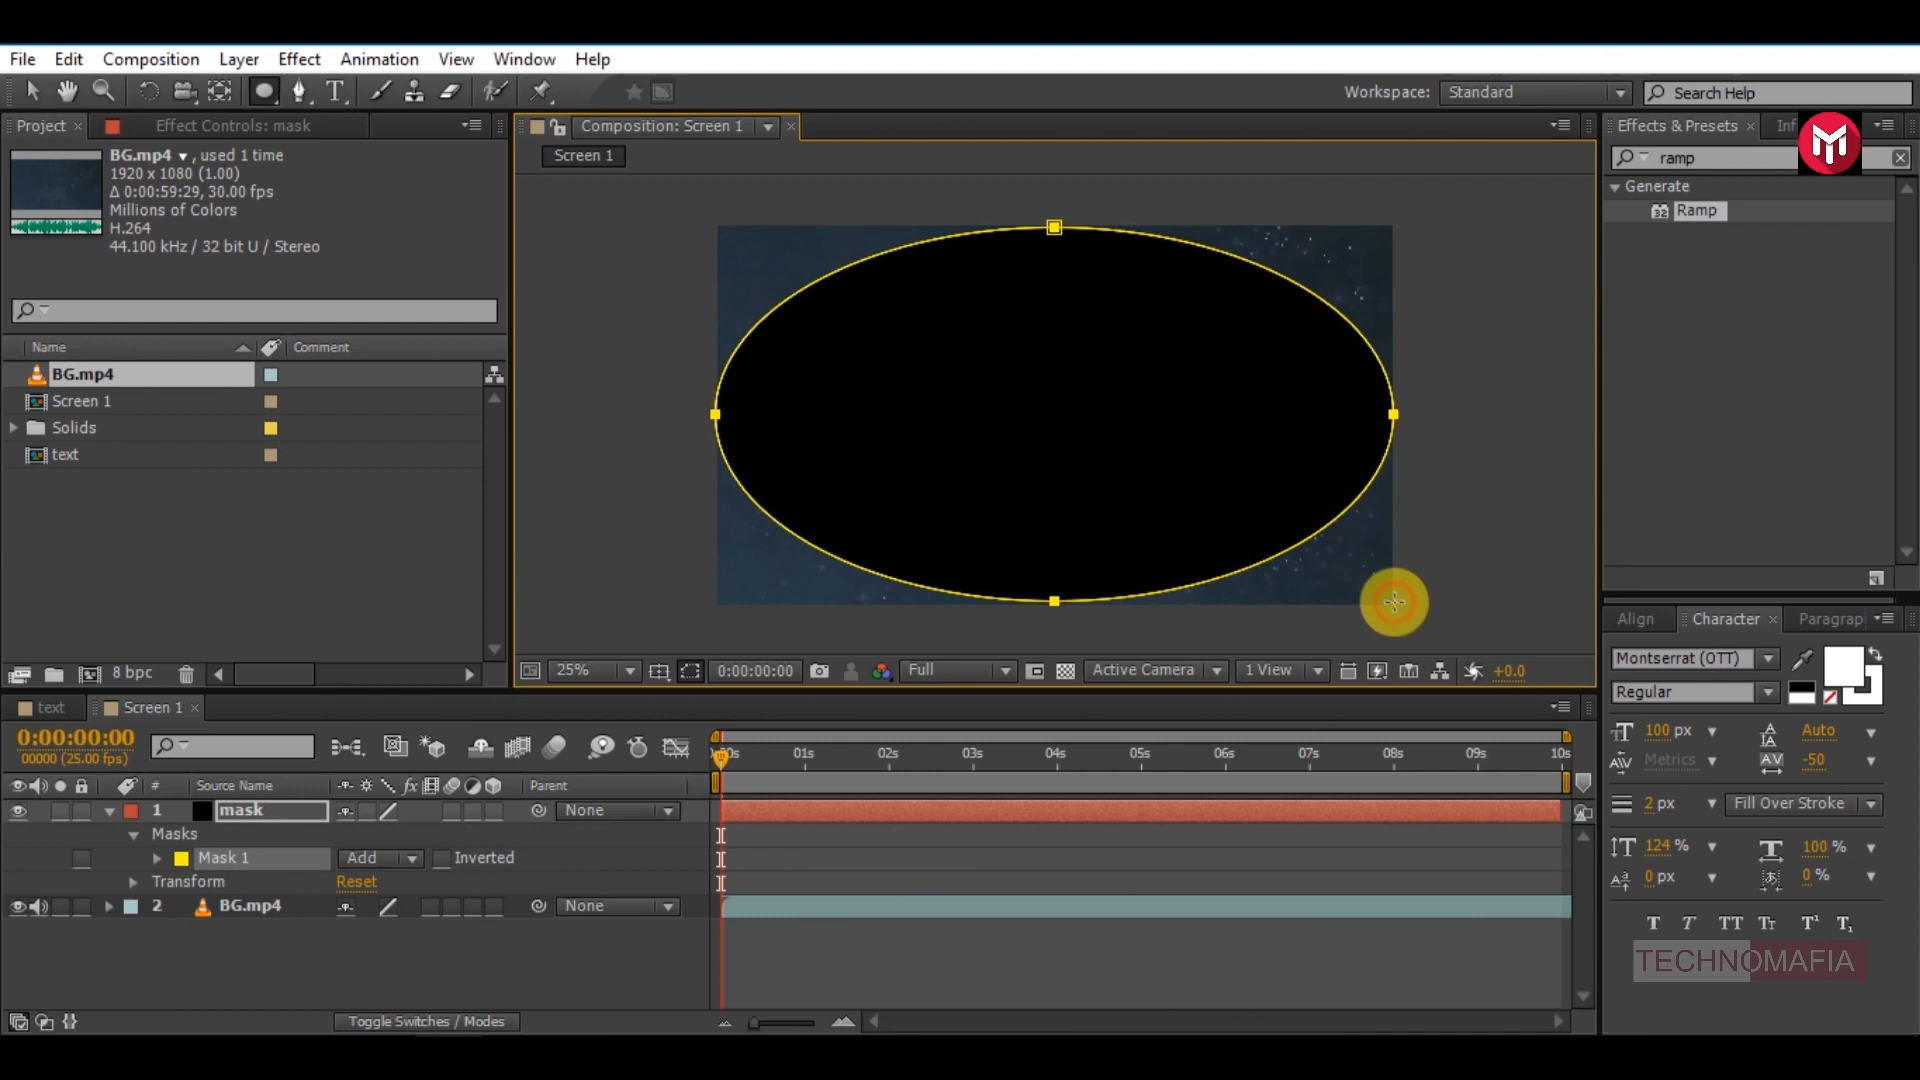 File Edit Composition Layer Effect Animation View Window Help
Workspace: Standard Search Help
Project × Effect Controls: mask
BG.mp4 ▼ , used 1 time
1920 x 1080 (1.00)
Δ 0:00:59:29, 30.00 fps
Millions of Colors
H.264
44.100 kHz / 32 bit U / Stereo
Name Comment
BG.mp4
Screen 1
Solids
text
8 bpc
Composition: Screen 1 ×
Screen 1
25% 0:00:00:00 Full Active Camera 1 View +0.0
Effects & Presets × Inf
ramp
Generate
32 Ramp
Align Character × Paragrap
Montserrat (OTT)
Regular
100 px Auto
Metrics AV -50
2 px Fill Over Stroke
124 % 100 %
0 px 0 %
T T TT Tт T¹ T₁
TECHNOMAFIA
text Screen 1 ×
0:00:00:00
00000 (25.00 fps)
01s 02s 03s 04s 05s 06s 07s 08s 09s 10s
# Source Name fx Parent
1 mask None
Masks
Mask 1 Add Inverted
Transform Reset
2 BG.mp4 None
Toggle Switches / Modes